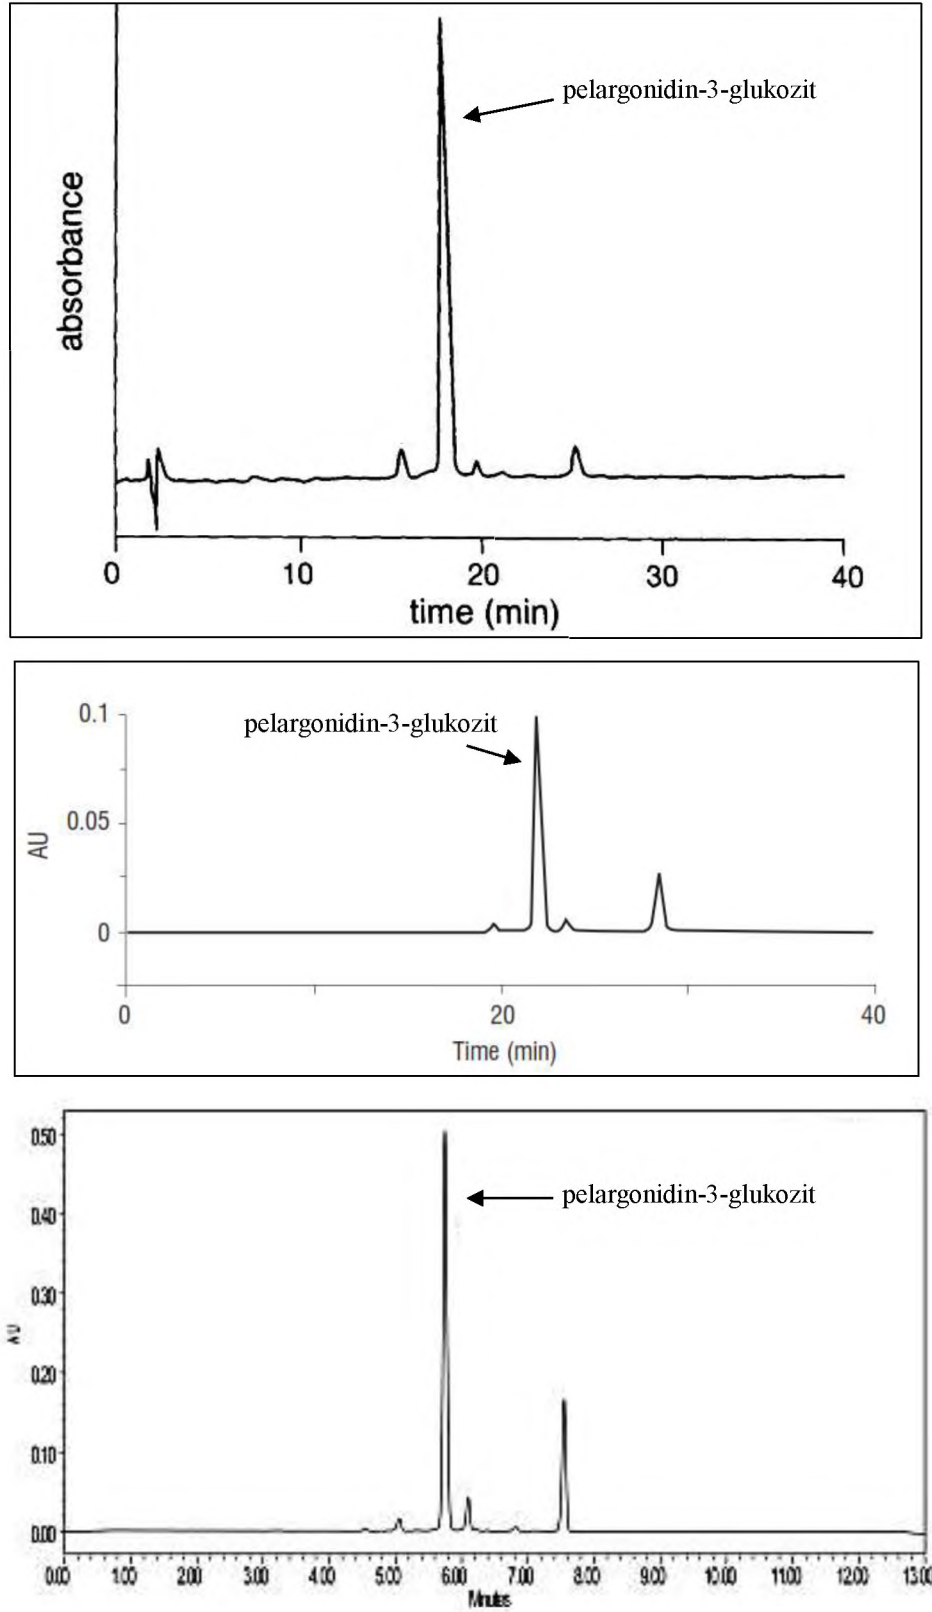 pelargonidin-3-glukozit
absorbance
0 10 20 30 40
time (min)
0.1
pelargonidin-3-glukozit
0.05
AU
0
0 20 40
Time (min)
0.50
pelargonidin-3-glukozit
0.40
0.30
AU
0.20
0.10
0.00
0.00 1.00 2.00 3.00 4.00 5.00 6.00 7.00 8.00 9.00 10.00 11.00 12.00 13.00
Minutes